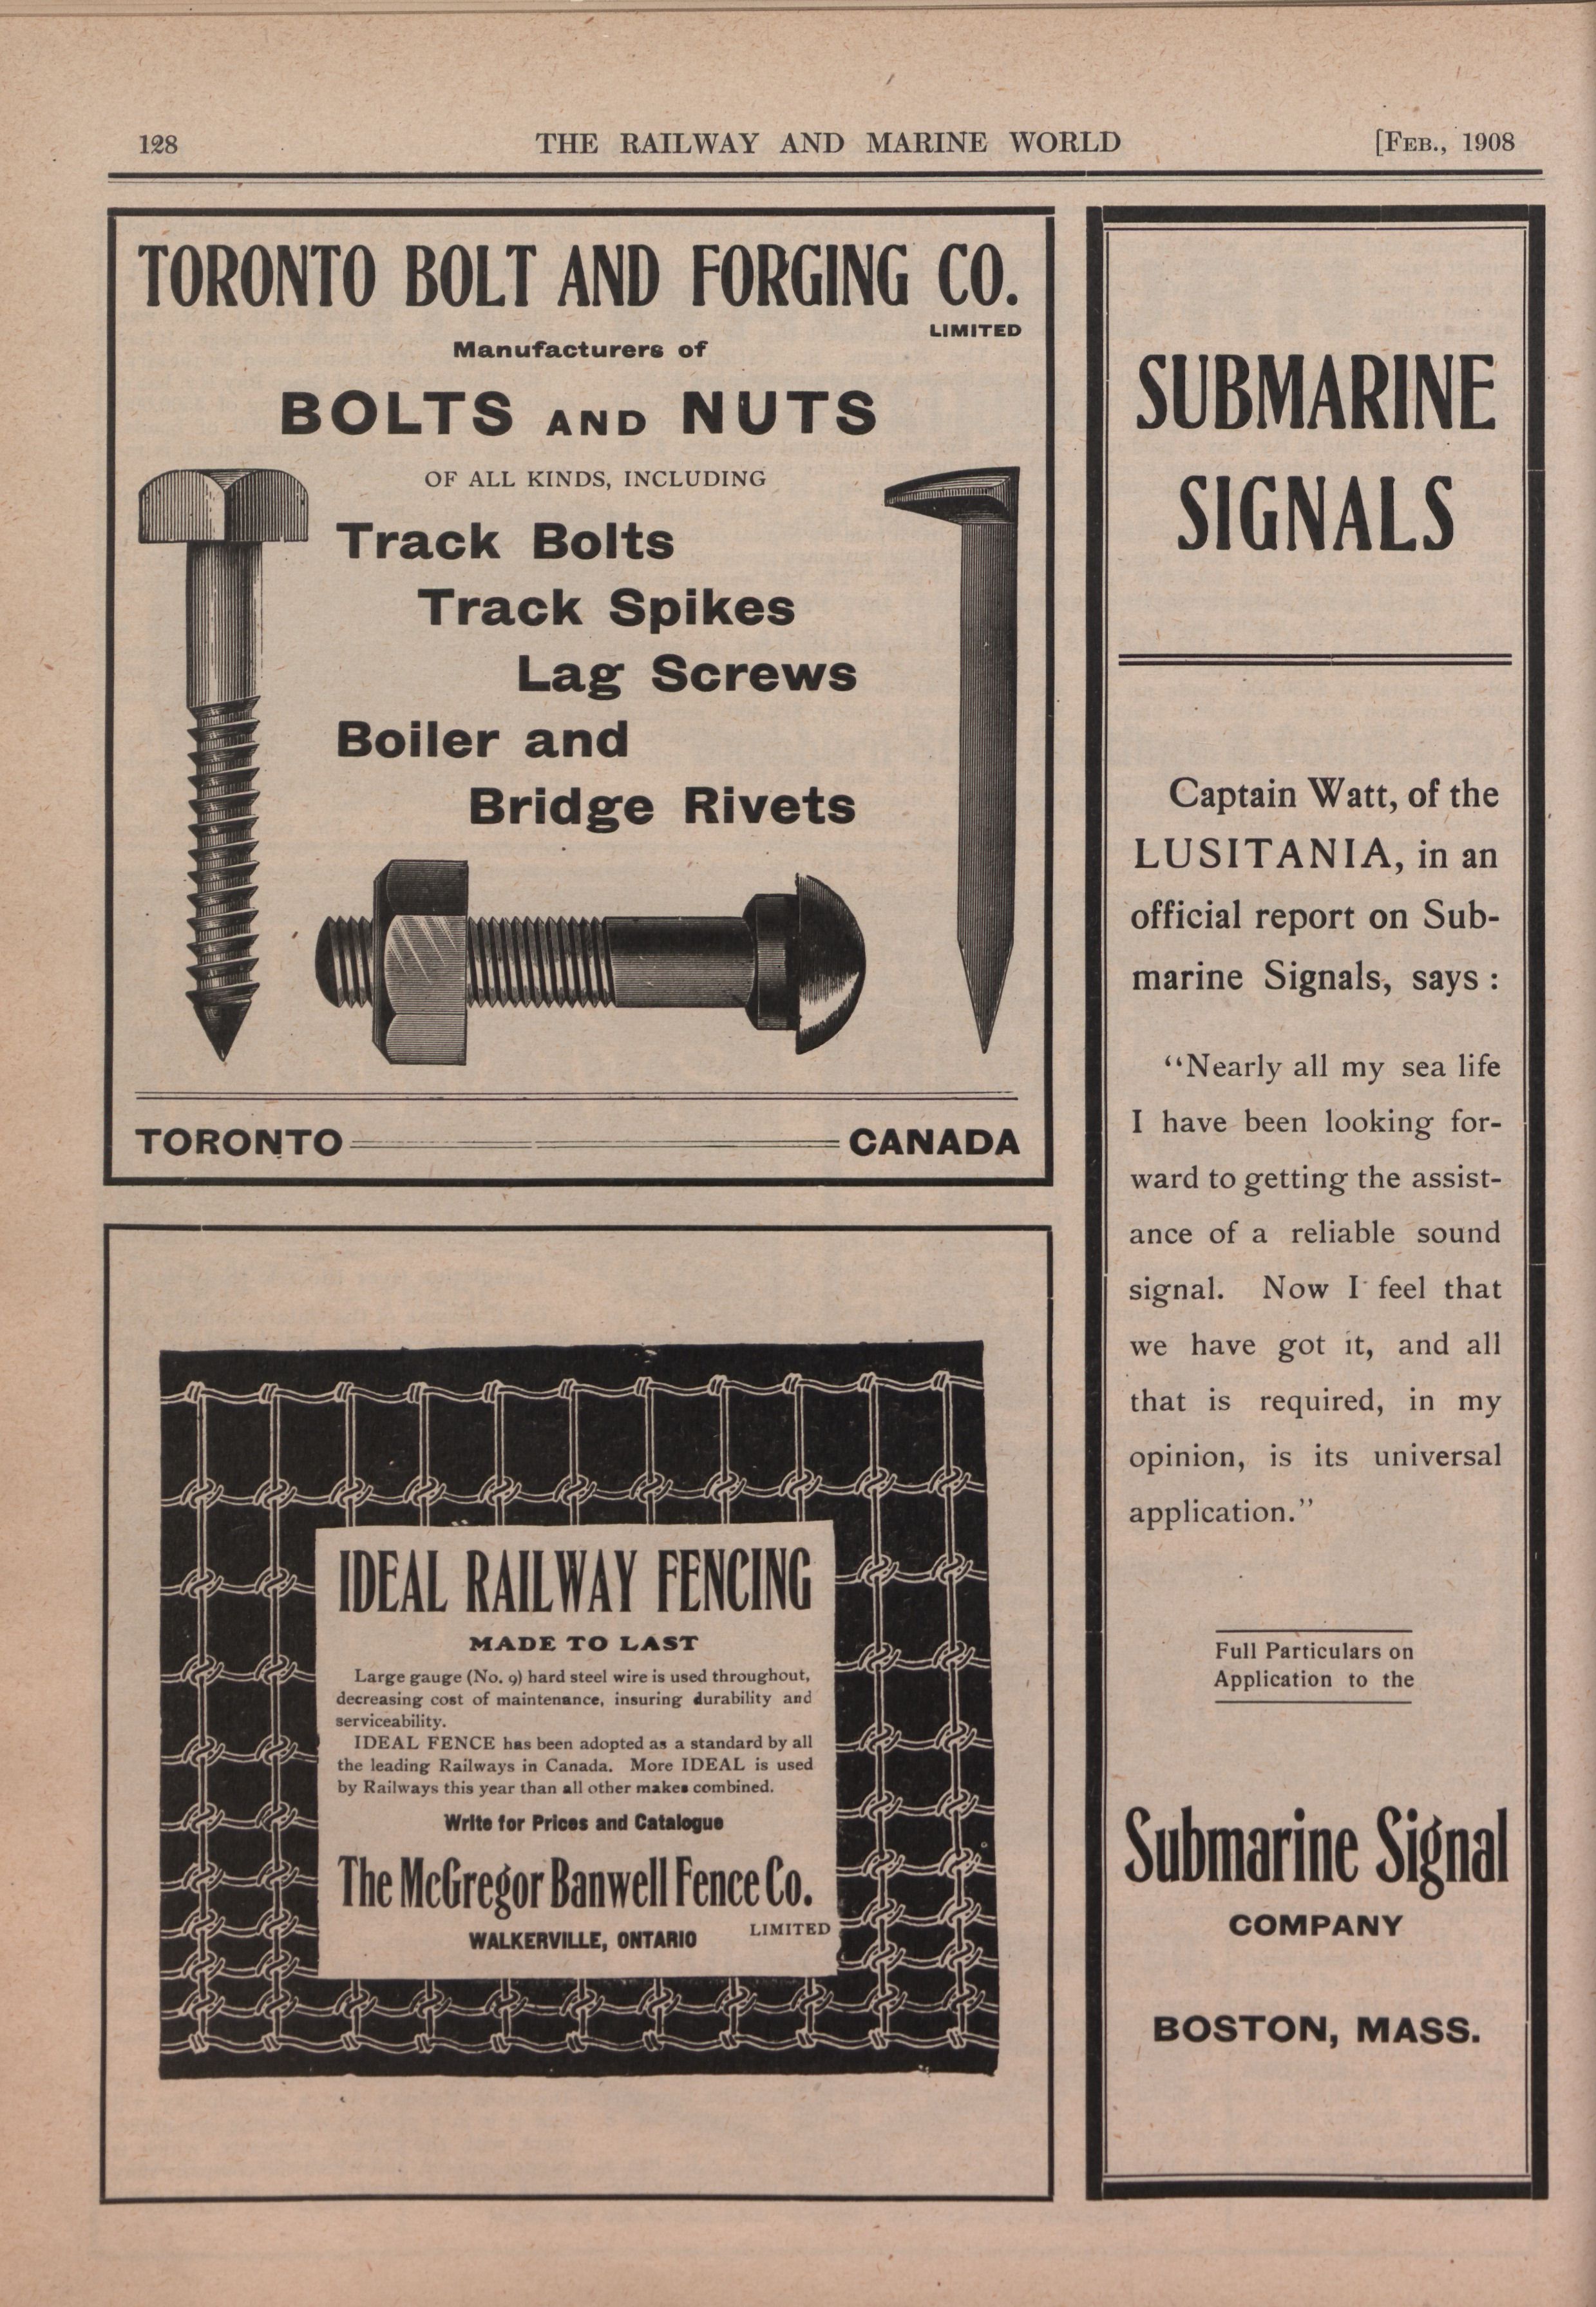 128
THE RAILWAY AND MARINE WORLD
[FEB., 1908
TORONTO BOLT AND FORGING CO.
LIMITED
Manufacturers of
BOLTS AND NUTS
OF ALL KINDS, INCLUDING
Track Bolts
Track Spikes
Lag Screws
Boiler and
Bridge Rivets
TORONTO
CANADA
IDEAL RAILWAY FENCING
MADE TO LAST
Large gauge (No. 9) hard steel wire is used throughout,
decreasing cost of maintenance, insuring durability and
serviceability.
IDEAL FENCE has been adopted as a standard by all
the leading Railways in Canada. More IDEAL is used
by Railways this year than all other makes combined.
Write for Prices and Catalogue
The McGregor Banwell Fence Co.
LIMITED
WALKERVILLE, ONTARIO
SUBMARINE
SIGNALS
Captain Watt, of the
LUSITANIA, in an
official report on Sub-
marine Signals, says :
"Nearly all my sea life
I have been looking for-
ward to getting the assist-
ance of a reliable sound
signal. Now I feel that
we have got it, and all
that is required, in my
opinion, is its universal
application."
Full Particulars on
Application to the
Submarine Signal
COMPANY
BOSTON, MASS.